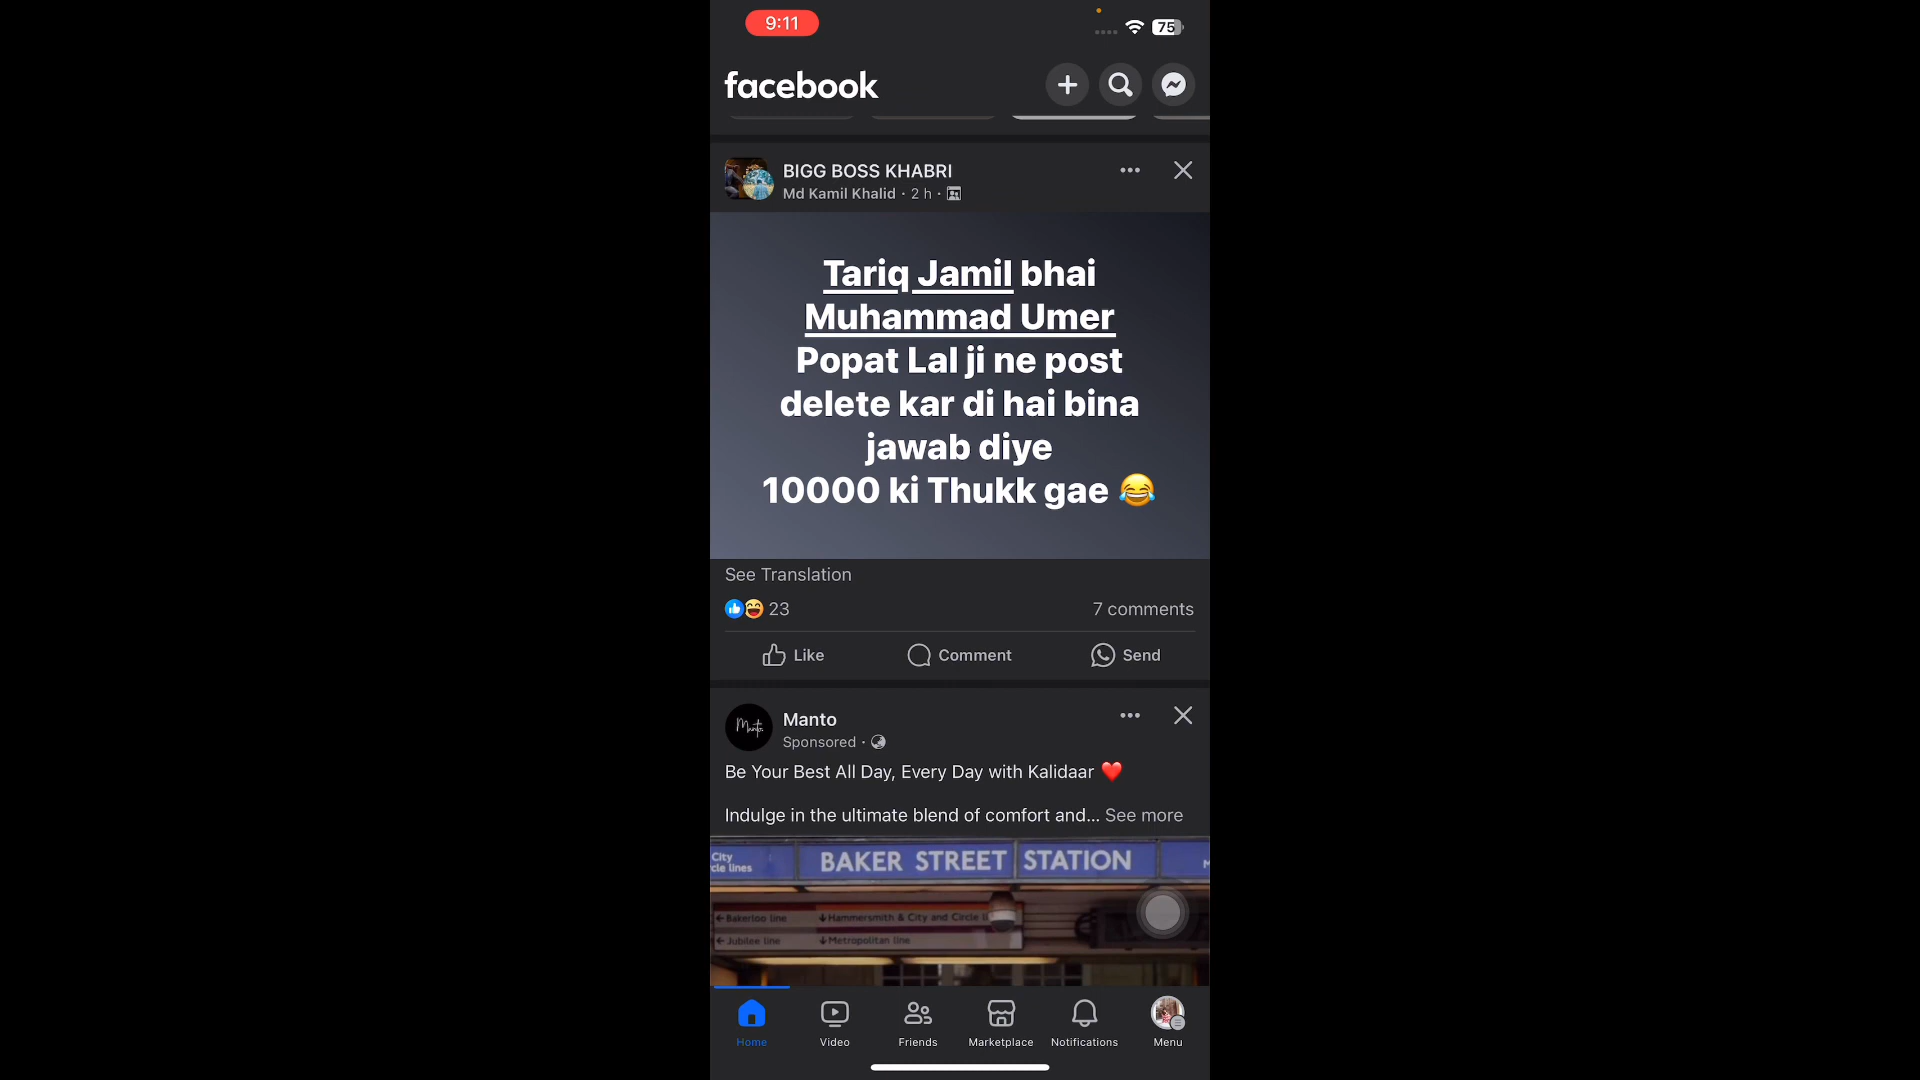 9:11
75
facebook
BIGG BOSS KHABRI
Md Kamil Khalid · 2 h ·
Tariq Jamil bhai
Muhammad Umer
Popat Lal ji ne post
delete kar di hai bina
jawab diye
10000 ki Thukk gae 😂
See Translation
23
7 comments
Like
Comment
Send
Manto
Manto
Sponsored ·
Be Your Best All Day, Every Day with Kalidaar ❤️
Indulge in the ultimate blend of comfort and... See more
City
cle lines
BAKER STREET STATION
M
←Bakerloo line
↓Hammersmith & City and Circle li
←Jubilee line
↓Metropolitan line
Home
Video
Friends
Marketplace
Notifications
Menu